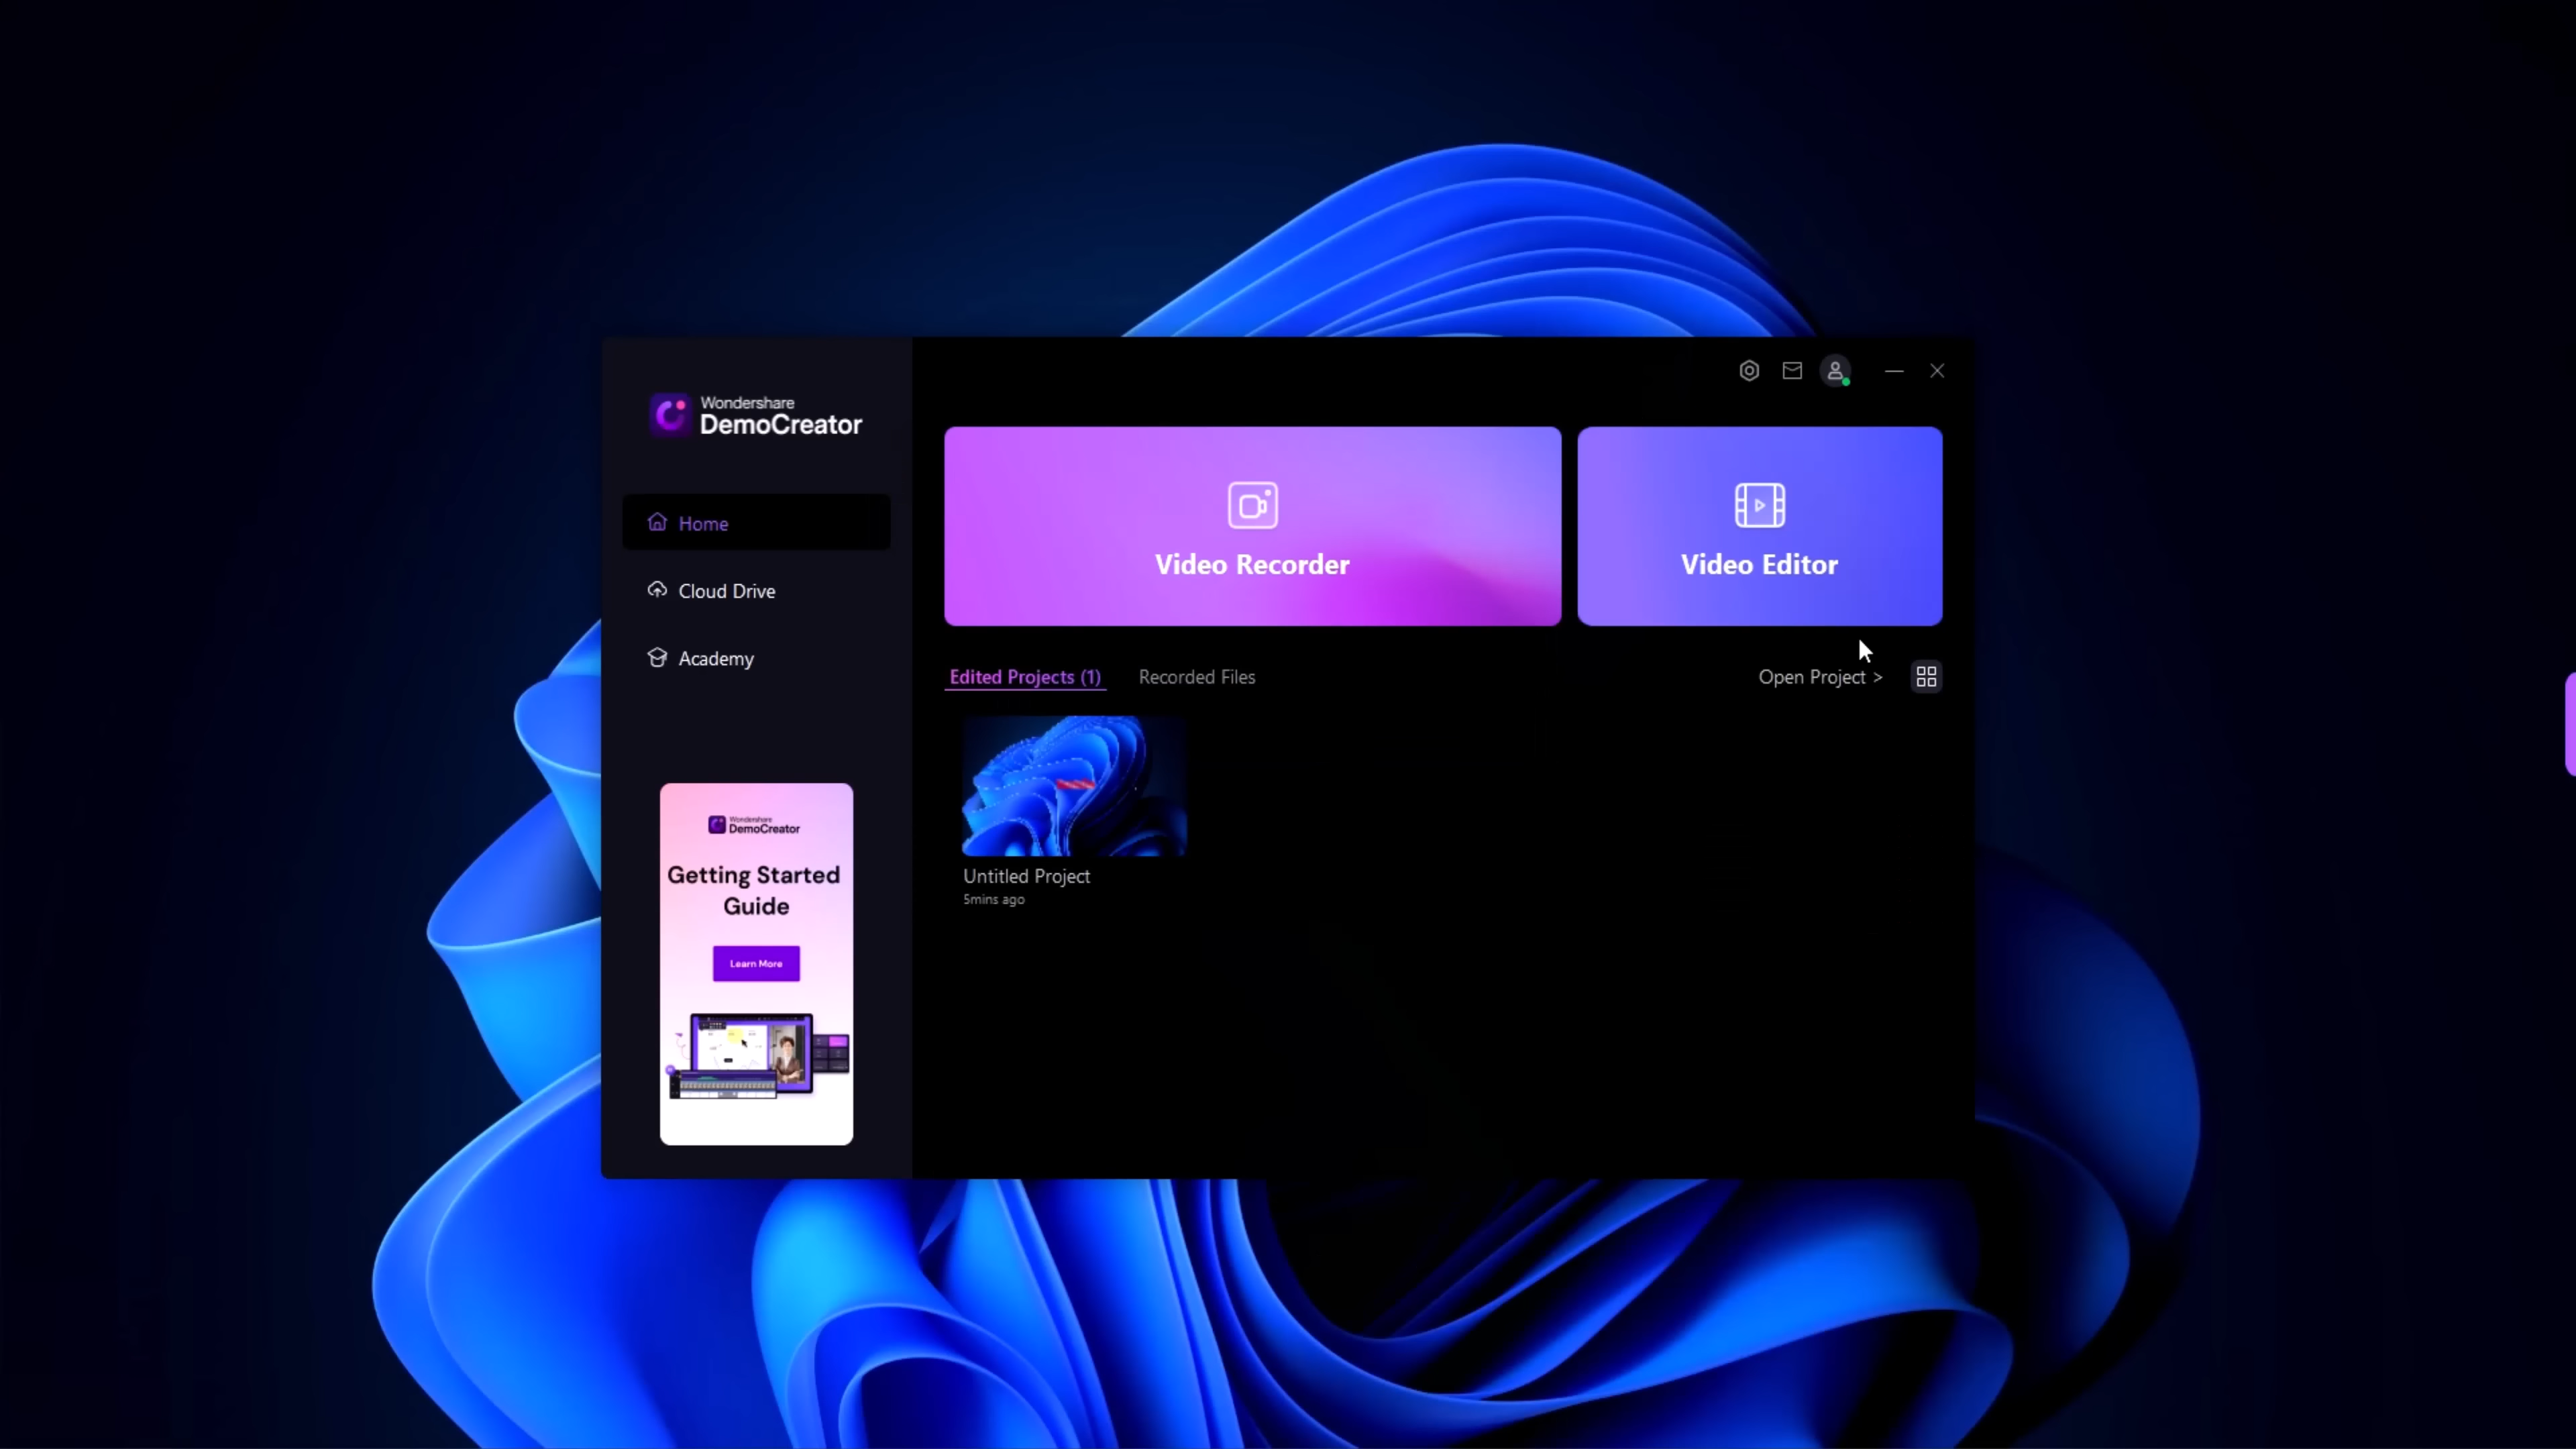 Wondershare
DemoCreator
Home
Cloud Drive
Academy
Wondershare
DemoCreator
Getting Started
Guide
Learn More
Video Recorder
Video Editor
Edited Projects (1)
Recorded Files
Open Project >
Untitled Project
5mins ago